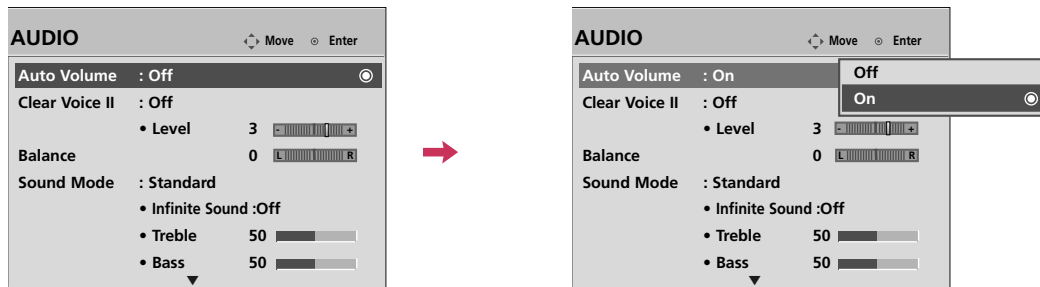 AUDIO Move Enter
Auto Volume : Off
Clear Voice II : Off
• Level 3 - +
Balance 0 L R
Sound Mode : Standard
• Infinite Sound :Off
• Treble 50
• Bass 50
AUDIO Move Enter
Auto Volume : On
Clear Voice II : Off
• Level 3 - +
Balance 0 L R
Sound Mode : Standard
• Infinite Sound :Off
• Treble 50
• Bass 50
Off
On